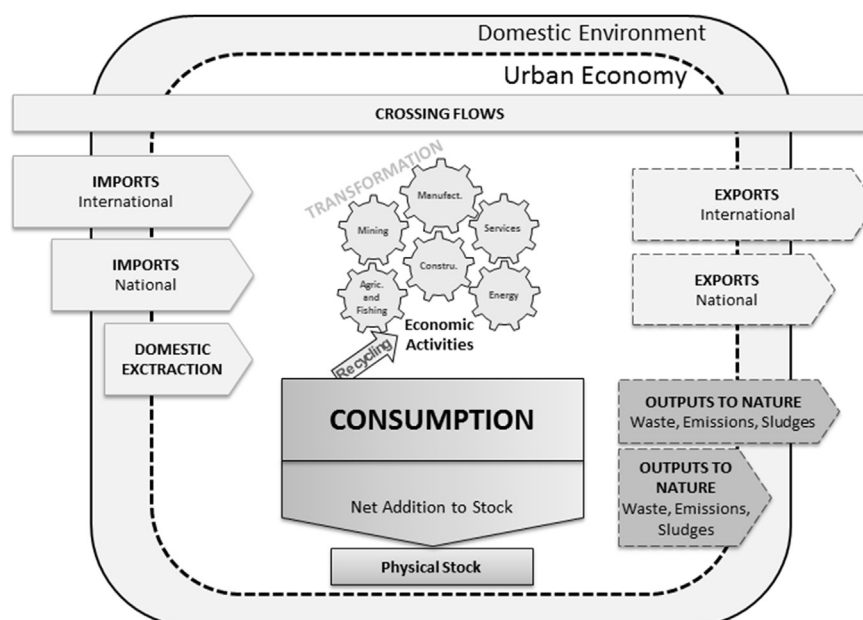 Domestic Environment
Urban Economy
CROSSING FLOWS
IMPORTS
International
IMPORTS
National
DOMESTIC
EXCTRACTION
TRANSFORMATION
Manufact.
Mining
Services
Constru.
Agric.
and
Fishing
Energy
Economic
Activities
Recycling
CONSUMPTION
Net Addition to Stock
Physical Stock
EXPORTS
International
EXPORTS
National
OUTPUTS TO NATURE
Waste, Emissions, Sludges
OUTPUTS TO
NATURE
Waste, Emissions,
Sludges